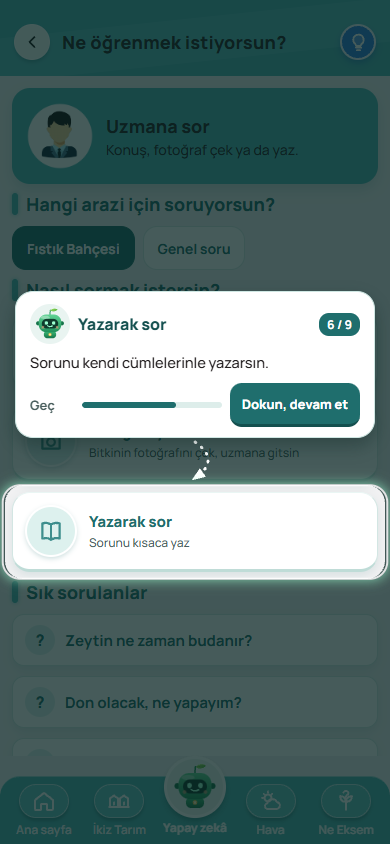 Ne öğrenmek istiyorsun?
Uzmana sor
Konuş, fotoğraf çek ya da yaz.
Hangi arazi için soruyorsun?
Fıstık Bahçesi
Genel soru
Nasıl sormak istersin?
Yazarak sor
6 / 9
Sorunu kendi cümlelerinle yazarsın.
Geç
Dokun, devam et
Bitkinin fotoğrafını çek, uzmana gitsin
Yazarak sor
Sorunu kısaca yaz
Sık sorulanlar
? Zeytin ne zaman budanır?
? Don olacak, ne yapayım?
Ana sayfa
İkiz Tarım
Yapay zekâ
Hava
Ne Eksem